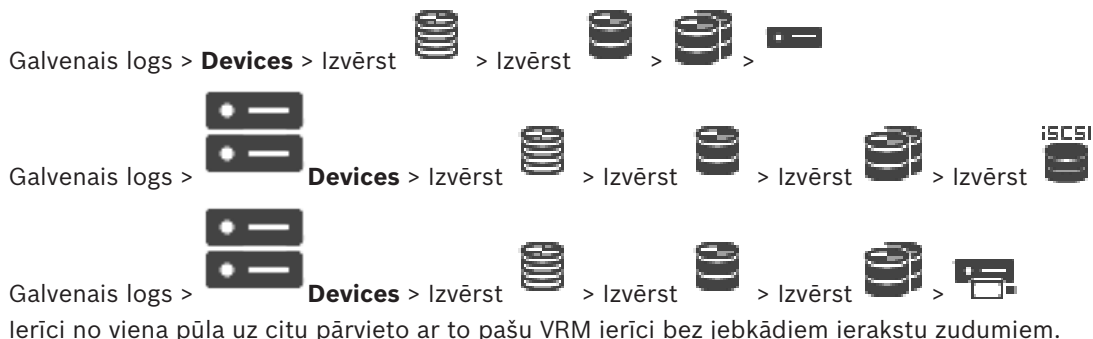 Galvenais logs > Devices > Izvērst > Izvērst > >
iSCSI
Galvenais logs > Devices > Izvērst > Izvērst > Izvērst > Izvērst
Galvenais logs > Devices > Izvērst > Izvērst > Izvērst >
Ierīci no viena pūla uz citu pārvieto ar to pašu VRM ierīci bez jebkādiem ierakstu zudumiem.